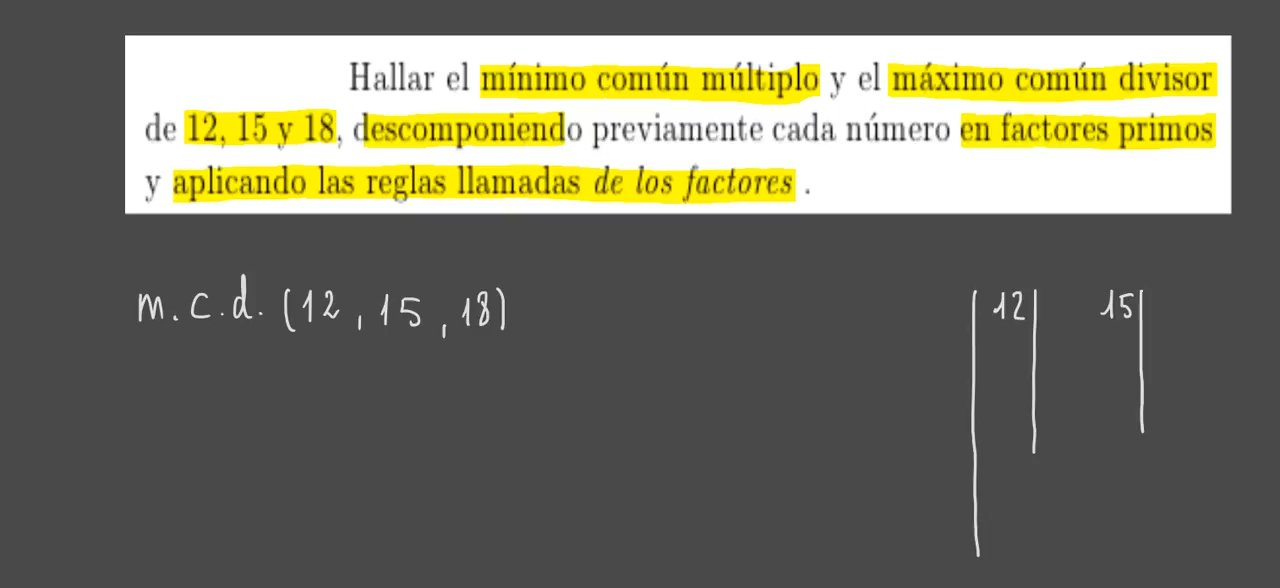 Hallar el mínimo común múltiplo y el máximo común divisor
de 12, 15 y 18, descomponiendo previamente cada número en factores primos
y aplicando las reglas llamadas de los factores .
m.c.d. (12, 15, 18)
12 15